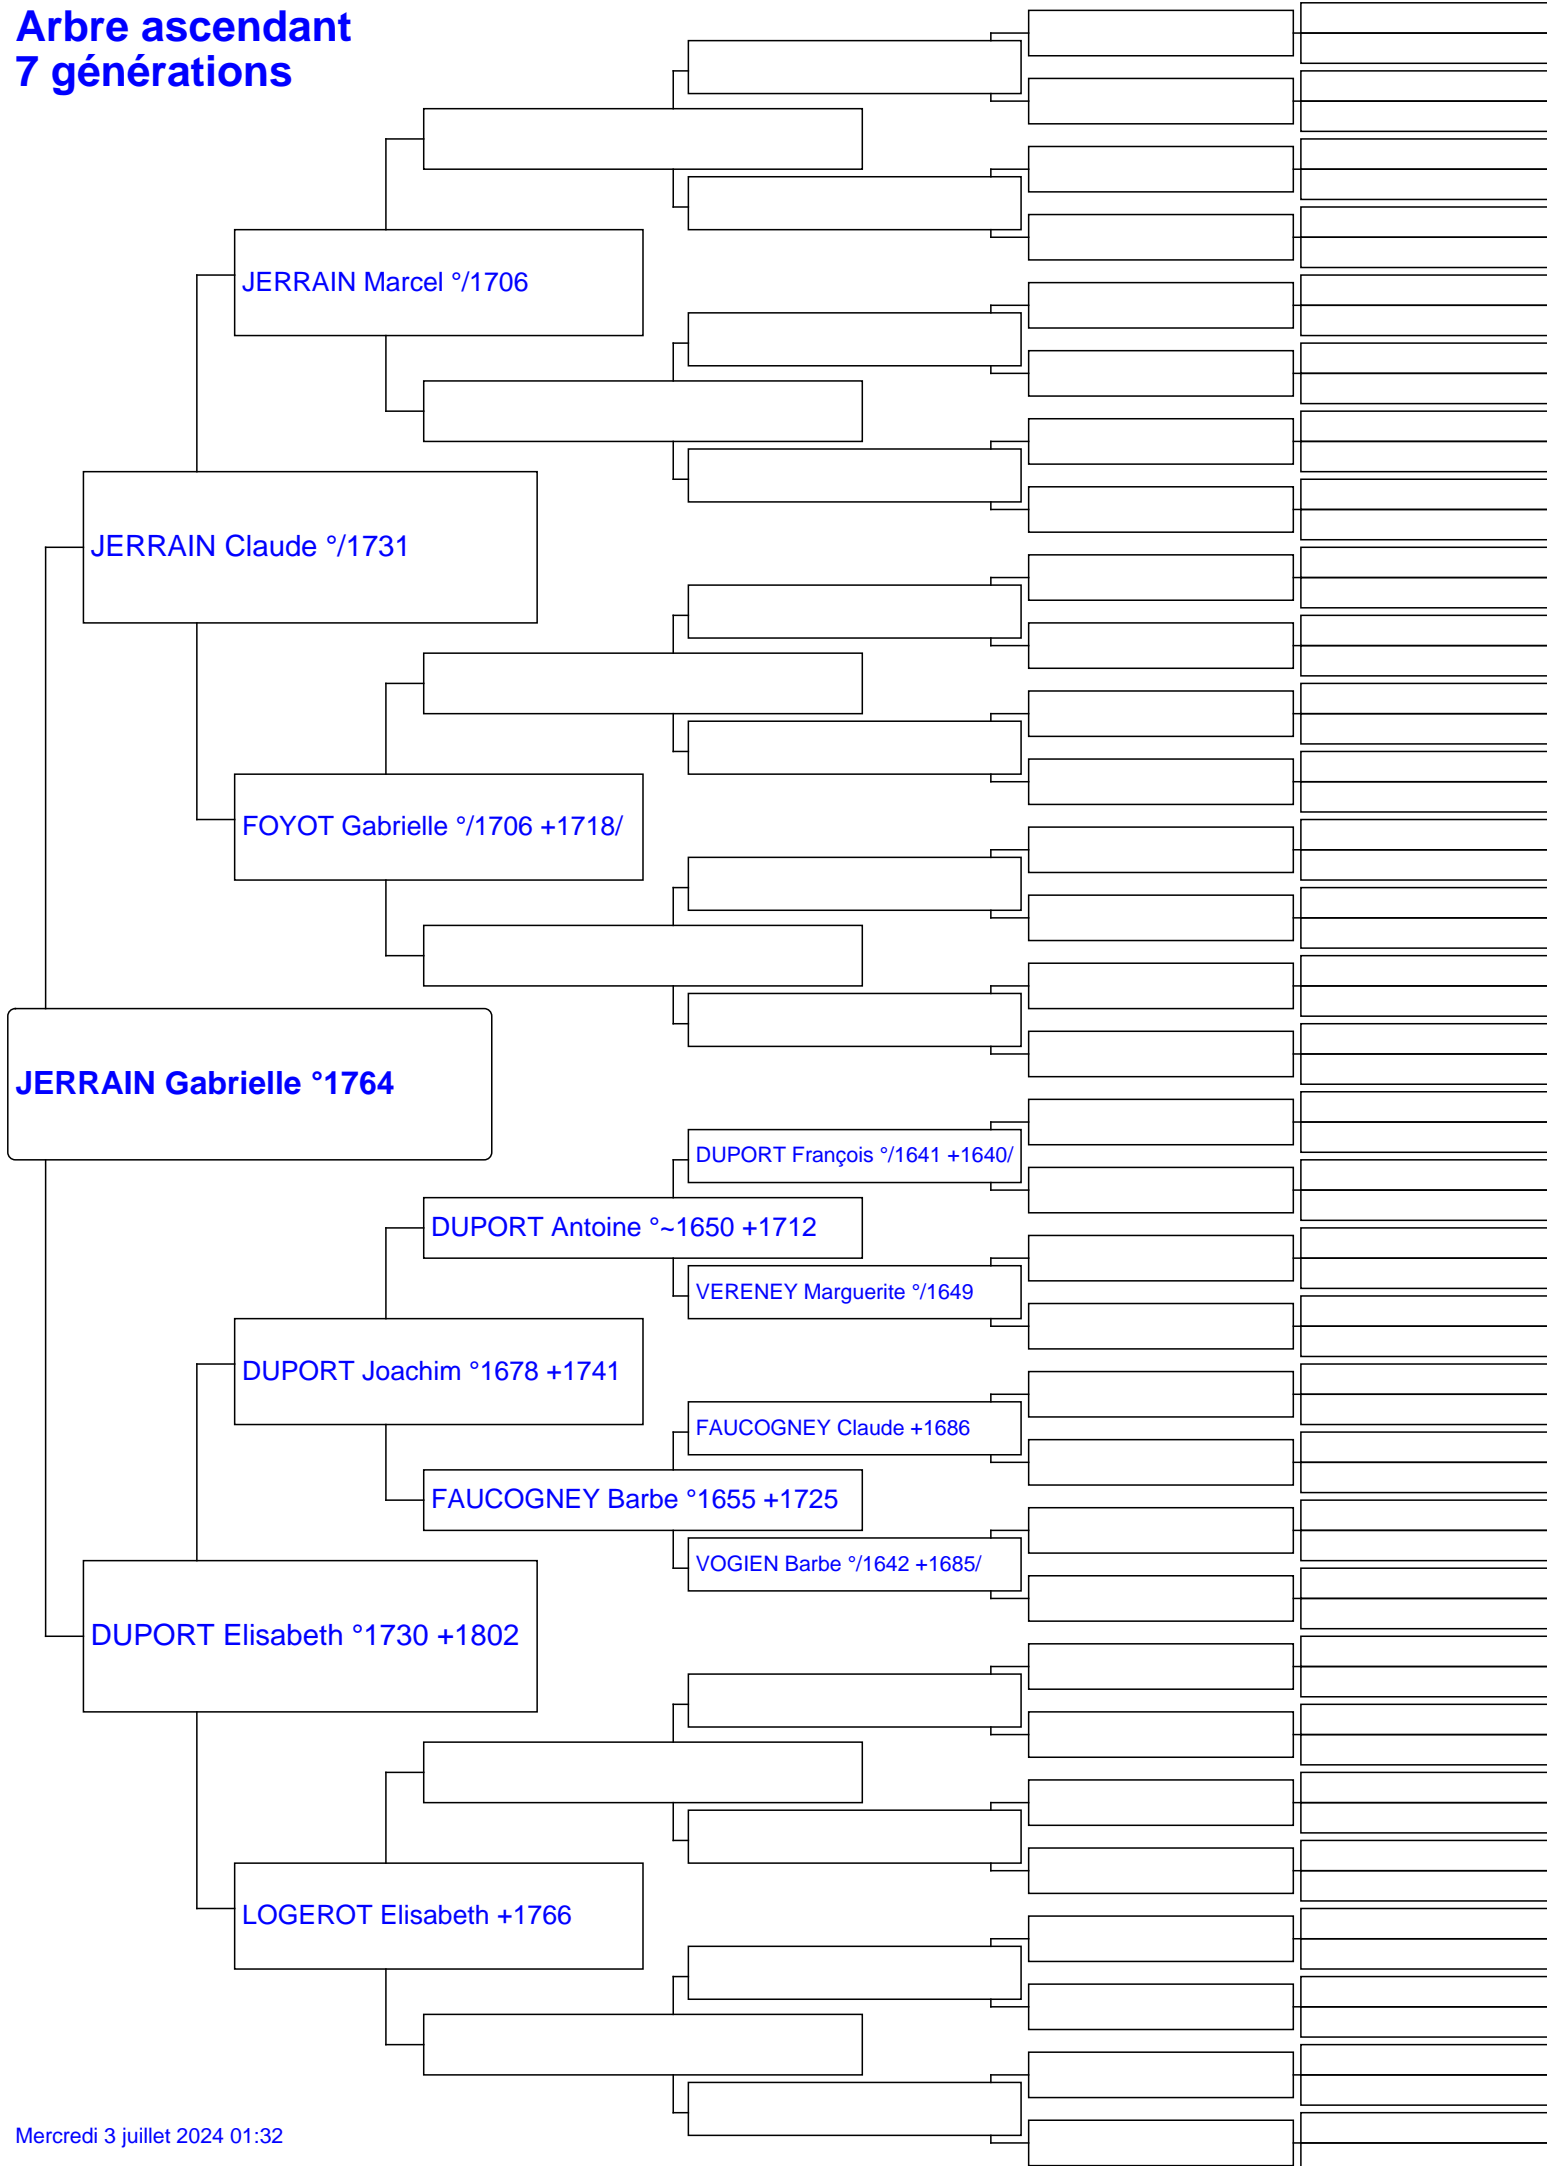 Arbre ascendant
7 générations
JERRAIN Marcel °/1706
JERRAIN Claude °/1731
FOYOT Gabrielle °/1706 +1718/
JERRAIN Gabrielle °1764
DUPORT François °/1641 +1640/
DUPORT Antoine °~1650 +1712
VERENEY Marguerite °/1649
DUPORT Joachim °1678 +1741
FAUCOGNEY Claude +1686
FAUCOGNEY Barbe °1655 +1725
VOGIEN Barbe °/1642 +1685/
DUPORT Elisabeth °1730 +1802
LOGEROT Elisabeth +1766
Mercredi 3 juillet 2024 01:32